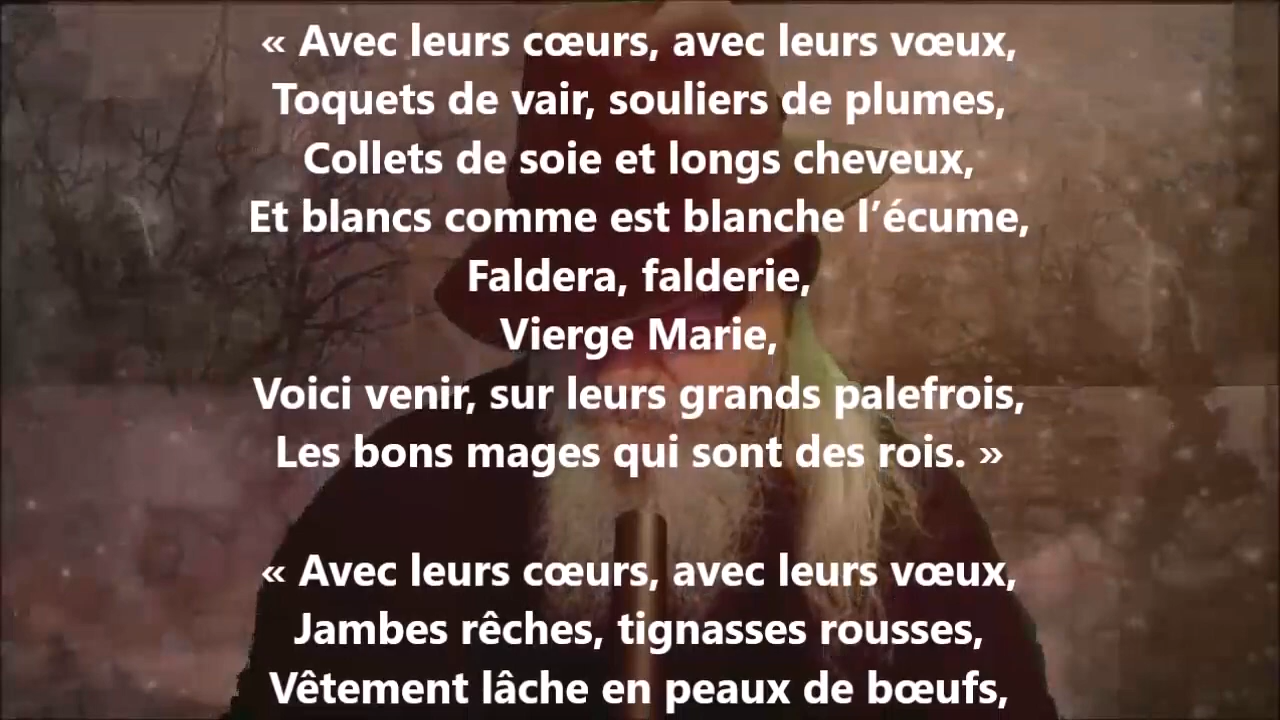 « Avec leurs cœurs, avec leurs vœux,
Toquets de vair, souliers de plumes,
Collets de soie et longs cheveux,
Et blancs comme est blanche l’écume,
Faldera, falderie,
Vierge Marie,
Voici venir, sur leurs grands palefrois,
Les bons mages qui sont des rois. »
« Avec leurs cœurs, avec leurs vœux,
Jambes rêches, tignasses rousses,
Vêtement lâche en peaux de bœufs,